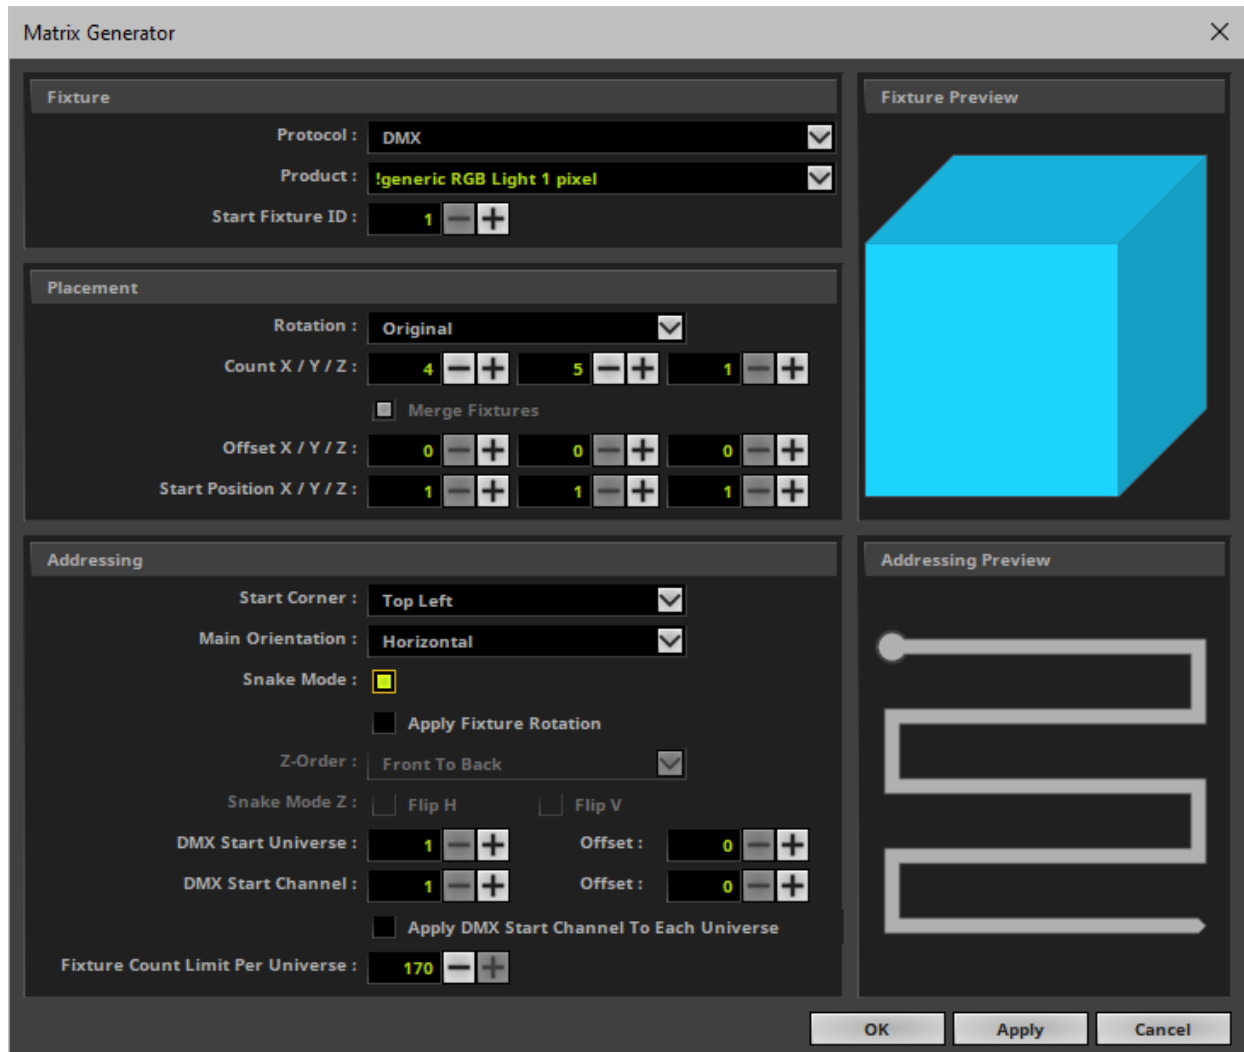 Matrix Generator
Fixture
Fixture Preview
Protocol : DMX
Product : !generic RGB Light 1 pixel
Start Fixture ID : 1
Placement
Rotation : Original
Count X / Y / Z : 4 5 1
Merge Fixtures
Offset X / Y / Z : 0 0 0
Start Position X / Y / Z : 1 1 1
Addressing
Addressing Preview
Start Corner : Top Left
Main Orientation : Horizontal
Snake Mode :
Apply Fixture Rotation
Z-Order : Front To Back
Snake Mode Z : Flip H Flip V
DMX Start Universe : 1 Offset : 0
DMX Start Channel : 1 Offset : 0
Apply DMX Start Channel To Each Universe
Fixture Count Limit Per Universe : 170
OK Apply Cancel